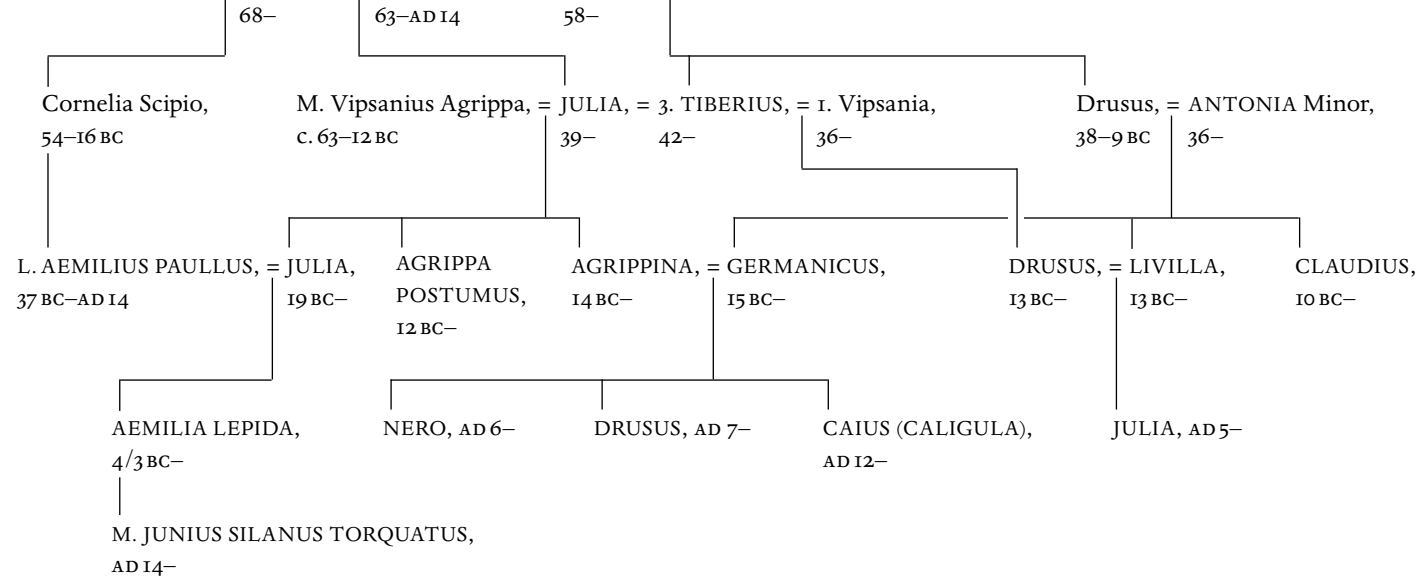 68– 63–AD 14 58–
Cornelia Scipio, M. Vipsanius Agrippa, = JULIA, = 3. TIBERIUS, = 1. Vipsania, Drusus, = ANTONIA Minor,
54–16 BC c. 63–12 BC 39– 42– 36– 38–9 BC 36–
L. AEMILIUS PAULLUS, = JULIA, AGRIPPA AGRIPPINA, = GERMANICUS, DRUSUS, = LIVILLA, CLAUDIUS,
37 BC–AD 14 19 BC– POSTUMUS, 14 BC– 15 BC– 13 BC– 13 BC– 10 BC–
12 BC–
AEMILIA LEPIDA, NERO, AD 6– DRUSUS, AD 7– CAIUS (CALIGULA), JULIA, AD 5–
4/3 BC– AD 12–
M. JUNIUS SILANUS TORQUATUS,
AD 14–